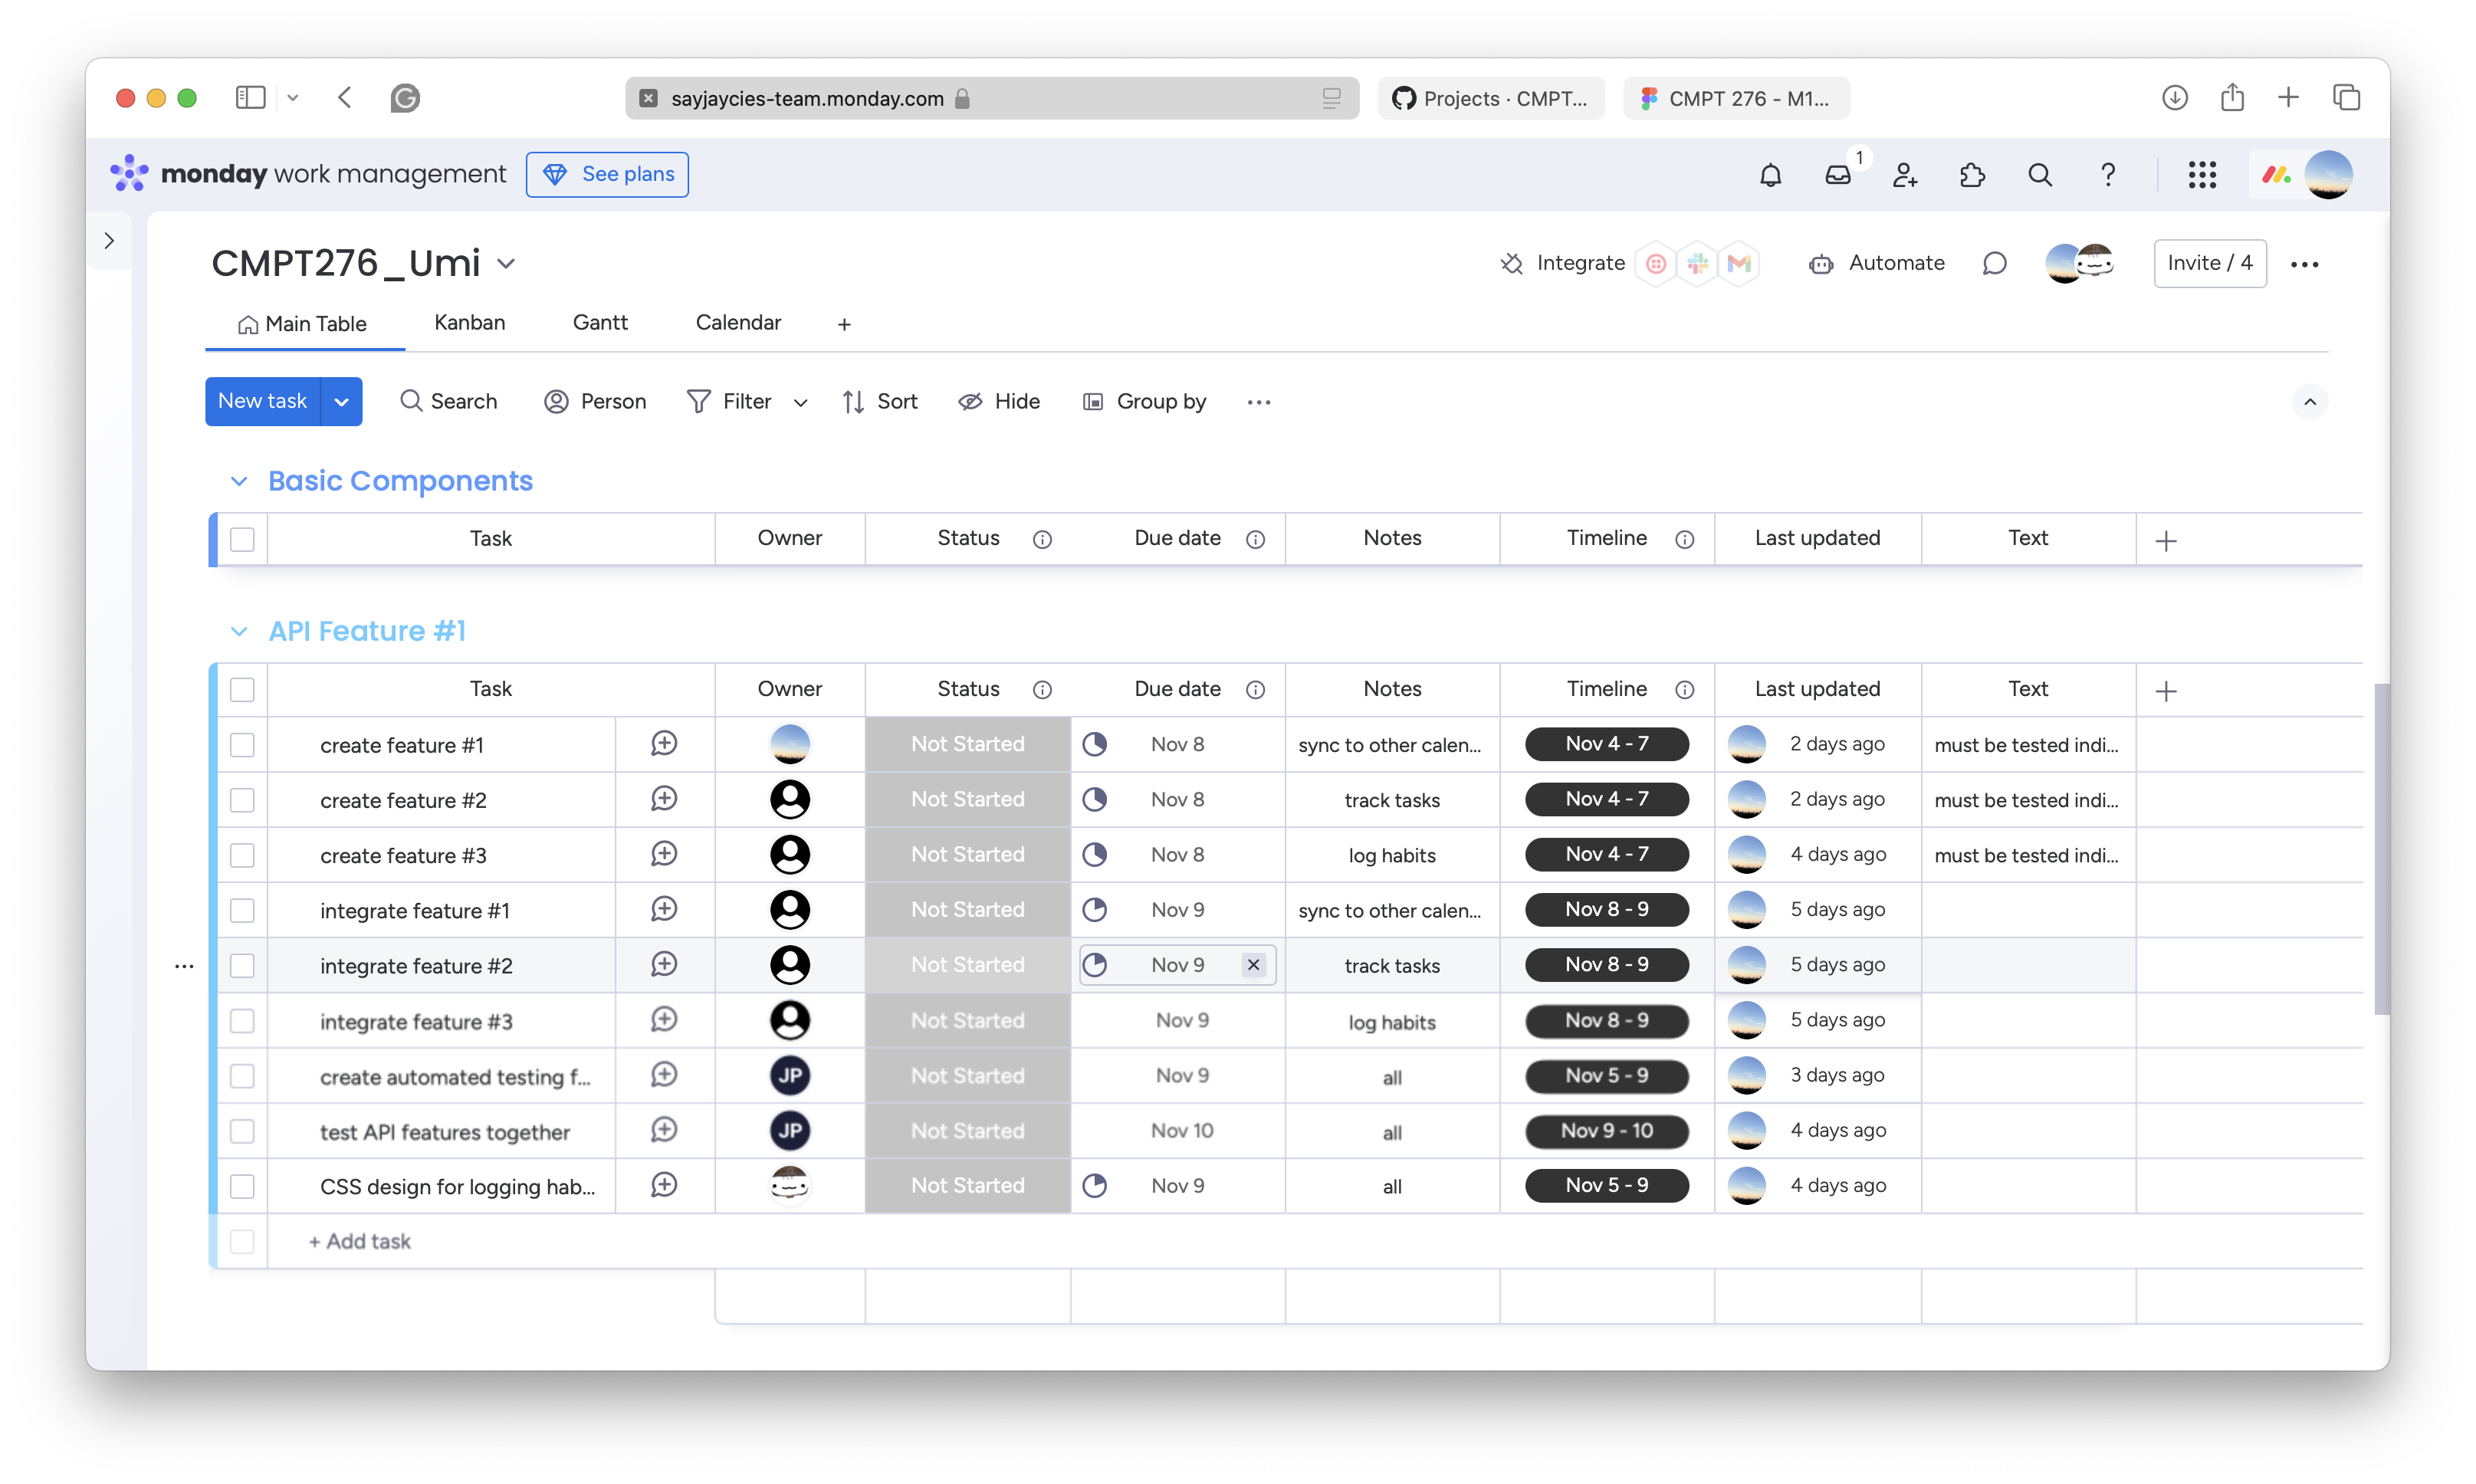 sayjaycies-team.monday.com
Projects · CMPT...
CMPT 276 - M1...
monday work management
See plans
1
CMPT276_Umi
Integrate
Automate
Invite / 4
Main Table
Kanban
Gantt
Calendar
New task
Search
Person
Filter
Sort
Hide
Group by
Basic Components
Task Owner Status Due date Notes Timeline Last updated Text
API Feature #1
Task Owner Status Due date Notes Timeline Last updated Text
create feature #1 Not Started Nov 8 sync to other calen... Nov 4 - 7 2 days ago must be tested indi...
create feature #2 Not Started Nov 8 track tasks Nov 4 - 7 2 days ago must be tested indi...
create feature #3 Not Started Nov 8 log habits Nov 4 - 7 4 days ago must be tested indi...
integrate feature #1 Not Started Nov 9 sync to other calen... Nov 8 - 9 5 days ago
integrate feature #2 Not Started Nov 9 track tasks Nov 8 - 9 5 days ago
integrate feature #3 Not Started Nov 9 log habits Nov 8 - 9 5 days ago
create automated testing f... JP Not Started Nov 9 all Nov 5 - 9 3 days ago
test API features together JP Not Started Nov 10 all Nov 9 - 10 4 days ago
CSS design for logging hab... Not Started Nov 9 all Nov 5 - 9 4 days ago
+ Add task